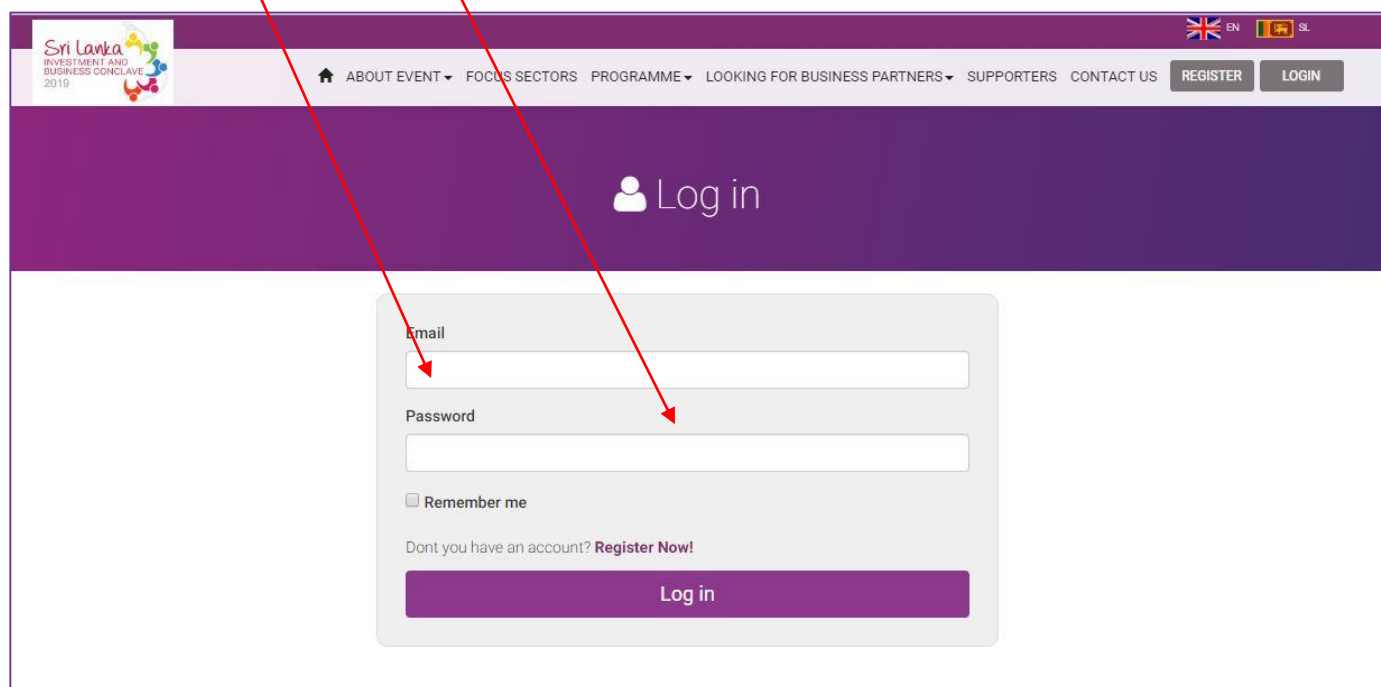 EN SL
Sri Lanka
INVESTMENT AND
BUSINESS CONCLAVE
2019
ABOUT EVENT FOCUS SECTORS PROGRAMME LOOKING FOR BUSINESS PARTNERS SUPPORTERS CONTACT US REGISTER LOGIN
Log in
Email
Password
Remember me
Dont you have an account? Register Now!
Log in